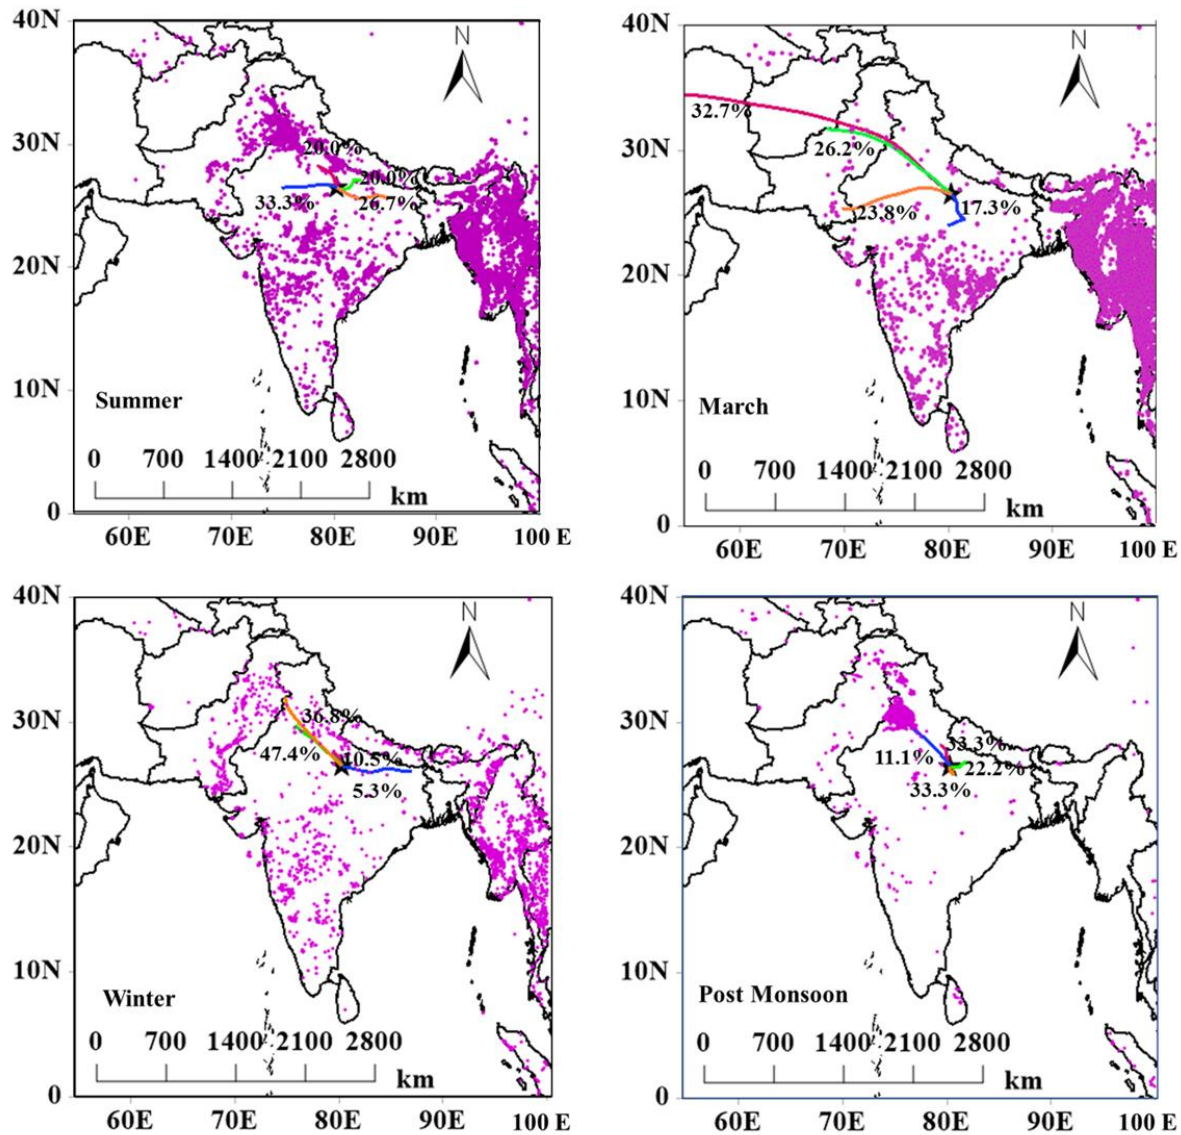 40N
N
30N
20.0%
20.0%
33.3%
26.7%
20N
10N
Summer
0 700 1400 2100 2800
km
0
60E 70E 80E 90E 100 E
40N
N
32.7%
30N
26.2%
23.8%
17.3%
20N
10N
March
0 700 1400 2100 2800
km
0
60E 70E 80E 90E 100 E
40N
N
30N
36.8%
47.4%
10.5%
5.3%
20N
10N
Winter
0 700 1400 2100 2800
km
0
60E 70E 80E 90E 100 E
40N
N
30N
33.3%
11.1%
22.2%
33.3%
20N
10N
Post Monsoon
0 700 1400 2100 2800
km
0
60E 70E 80E 90E 100 E